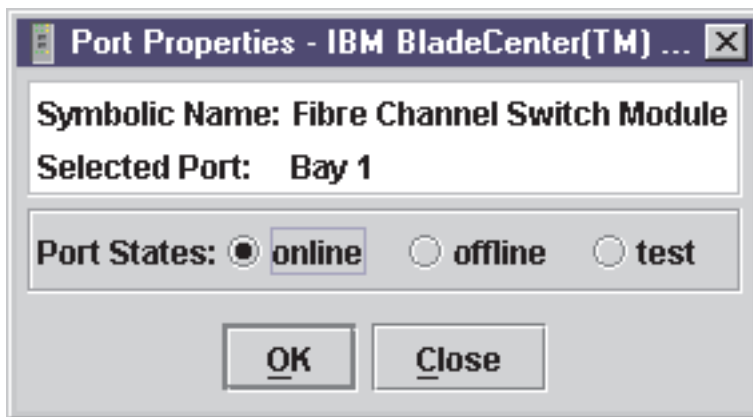 Port Properties - IBM BladeCenter(TM) ...
Symbolic Name: Fibre Channel Switch Module
Selected Port: Bay 1
Port States: online offline test
OK Close